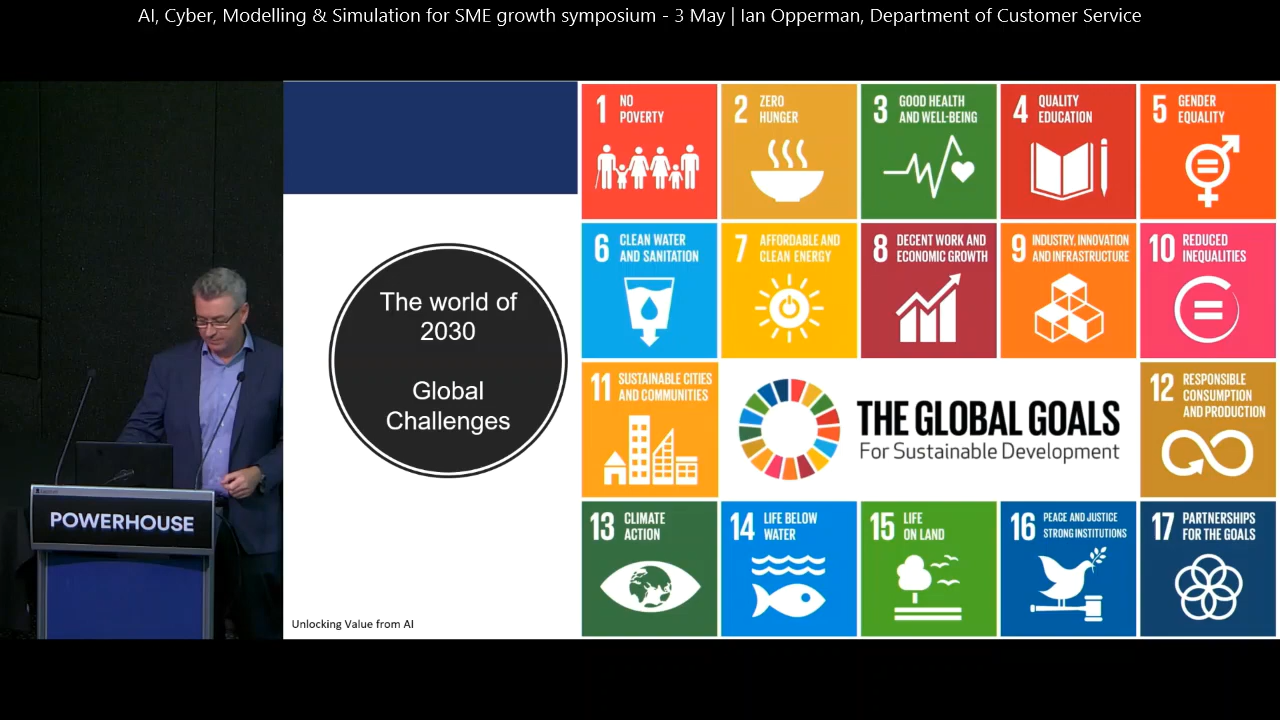 AI, Cyber, Modelling & Simulation for SME growth symposium - 3 May | Ian Opperman, Department of Customer Service
POWERHOUSE
The world of
2030
Global
Challenges
Unlocking Value from AI
1 NO
POVERTY
2 ZERO
HUNGER
3 GOOD HEALTH
AND WELL-BEING
4 QUALITY
EDUCATION
5 GENDER
EQUALITY
6 CLEAN WATER
AND SANITATION
7 AFFORDABLE AND
CLEAN ENERGY
8 DECENT WORK AND
ECONOMIC GROWTH
9 INDUSTRY, INNOVATION
AND INFRASTRUCTURE
10 REDUCED
INEQUALITIES
11 SUSTAINABLE CITIES
AND COMMUNITIES
THE GLOBAL GOALS
For Sustainable Development
12 RESPONSIBLE
CONSUMPTION
AND PRODUCTION
13 CLIMATE
ACTION
14 LIFE BELOW
WATER
15 LIFE
ON LAND
16 PEACE AND JUSTICE
STRONG INSTITUTIONS
17 PARTNERSHIPS
FOR THE GOALS